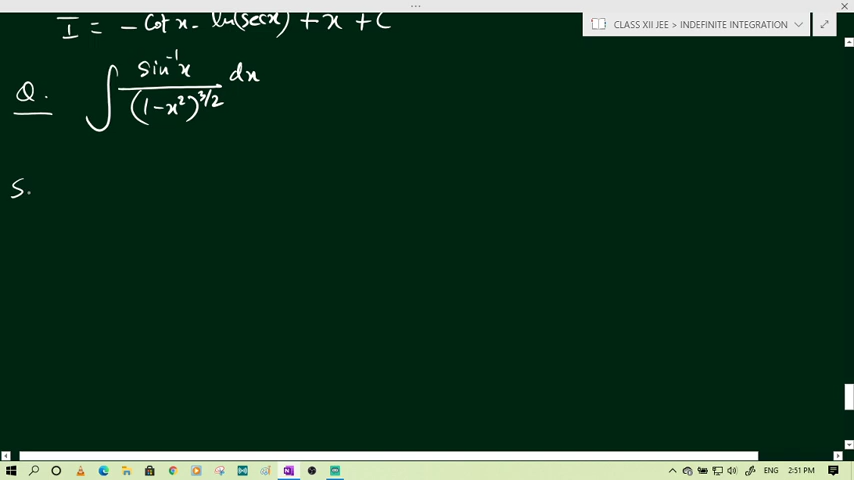 ...
CLASS XII JEE > INDEFINITE INTEGRATION
I = - Cot x - ln(sec x) + x + C
Q. ∫ sin⁻¹x / (1-x²)^3/2 dx
S.
ENG 2:51 PM